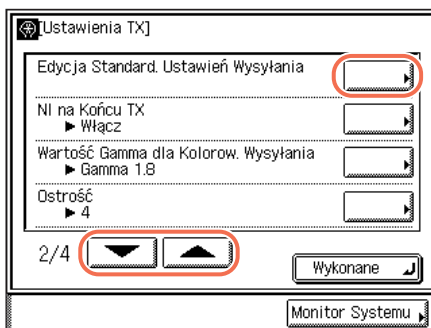 [Ustawienia TX]
Edycja Standard. Ustawień Wysyłania
NI na Końcu TX
► Włącz
Wartość Gamma dla Kolorow. Wysyłania
► Gamma 1.8
Ostrość
► 4
2/4
Wykonane
Monitor Systemu